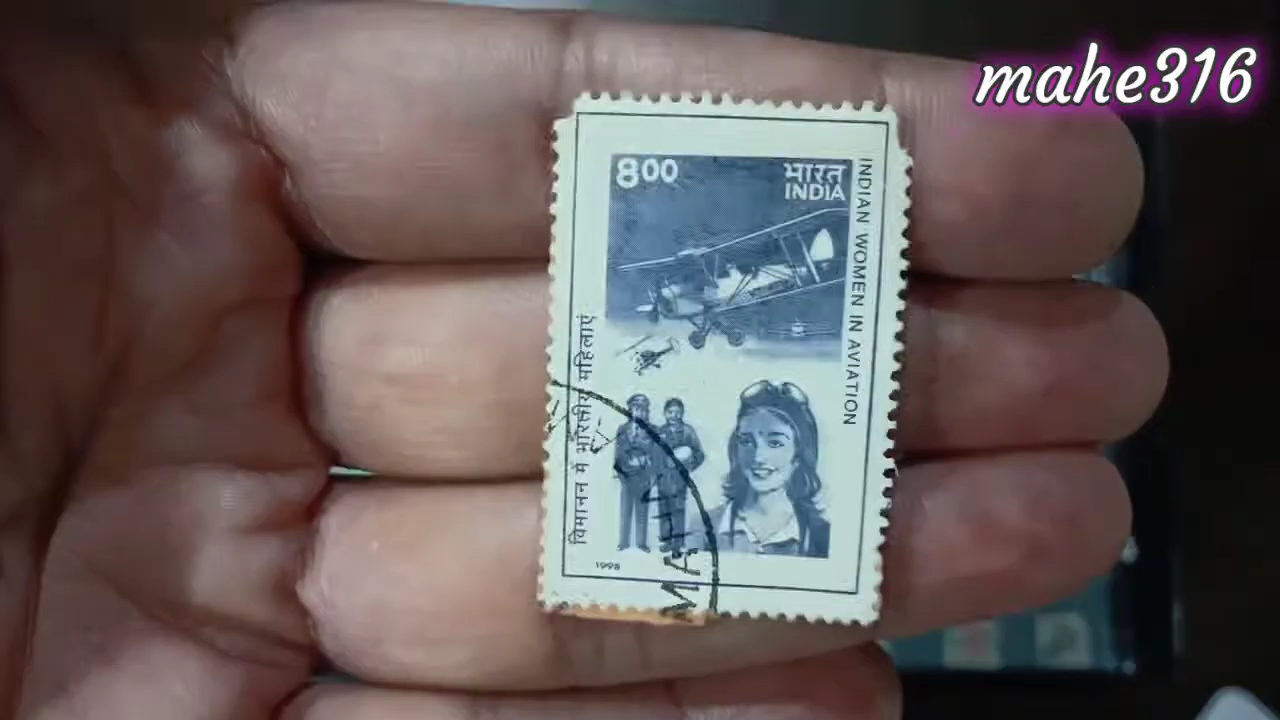 mahe316
8.00
भारत
INDIA
INDIAN WOMEN IN AVIATION
विमानन में भारतीय महिलाएं
1998